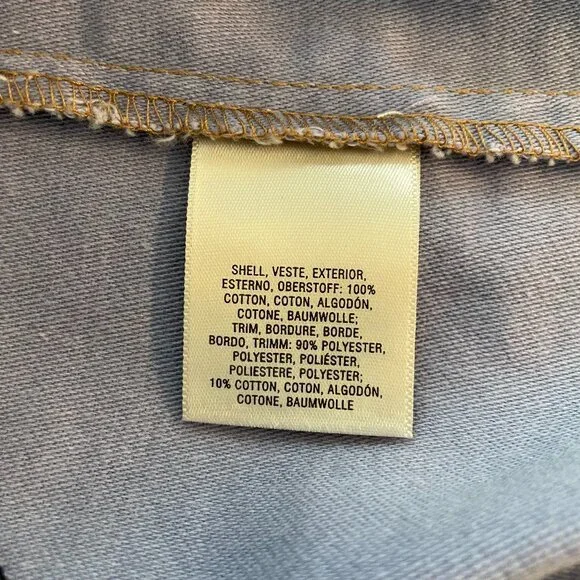 SHELL, VESTE, EXTERIOR,
ESTERNO, OBERSTOFF: 100%
COTTON, COTON, ALGODÓN,
COTONE, BAUMWOLLE;
TRIM, BORDURE, BORDE,
BORDO, TRIMM: 90% POLYESTER,
POLYESTER, POLIÉSTER,
POLIESTERE, POLYESTER;
10% COTTON, COTON, ALGODÓN,
COTONE, BAUMWOLLE